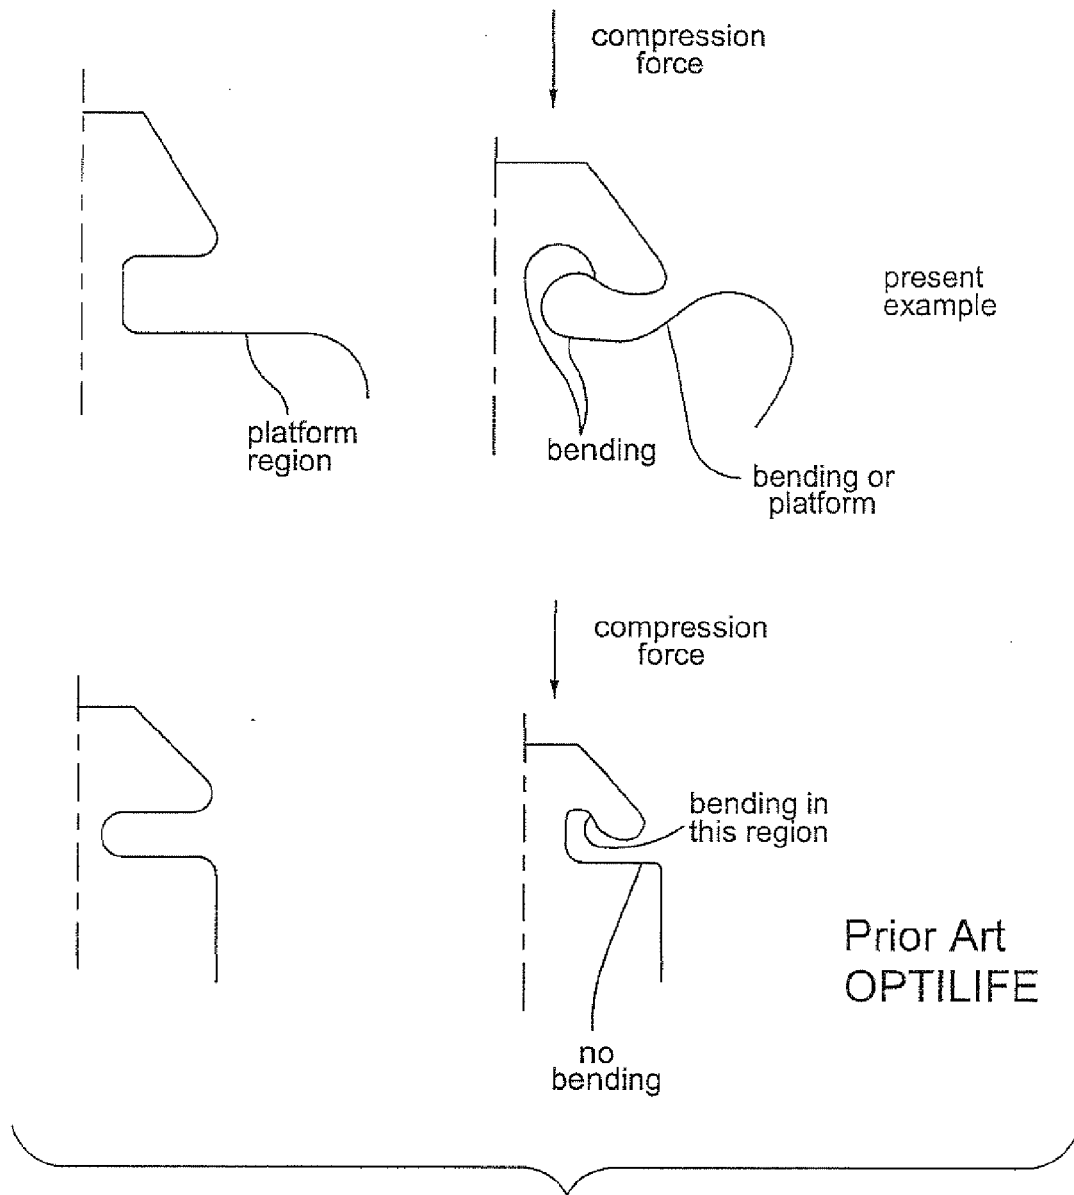 compression
force
present
example
platform
region
bending
bending or
platform
compression
force
bending in
this region
Prior Art
OPTILIFE
no
bending